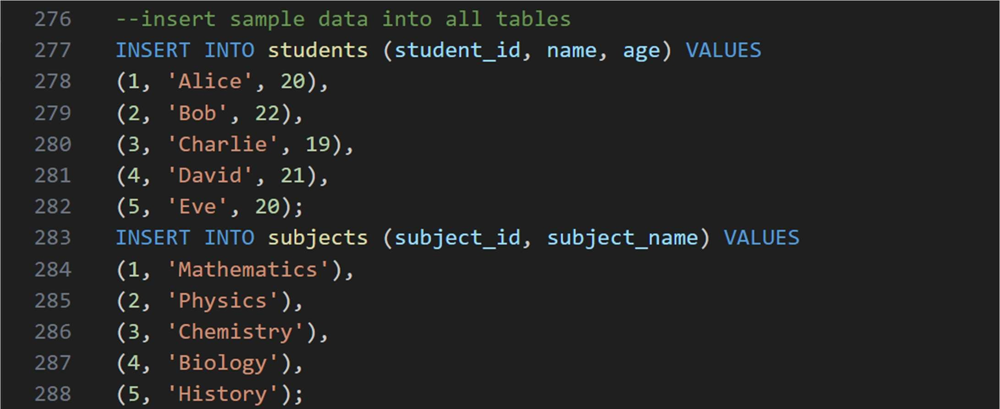 276 --insert sample data into all tables
277 INSERT INTO students (student_id, name, age) VALUES
278 (1, 'Alice', 20),
279 (2, 'Bob', 22),
280 (3, 'Charlie', 19),
281 (4, 'David', 21),
282 (5, 'Eve', 20);
283 INSERT INTO subjects (subject_id, subject_name) VALUES
284 (1, 'Mathematics'),
285 (2, 'Physics'),
286 (3, 'Chemistry'),
287 (4, 'Biology'),
288 (5, 'History');